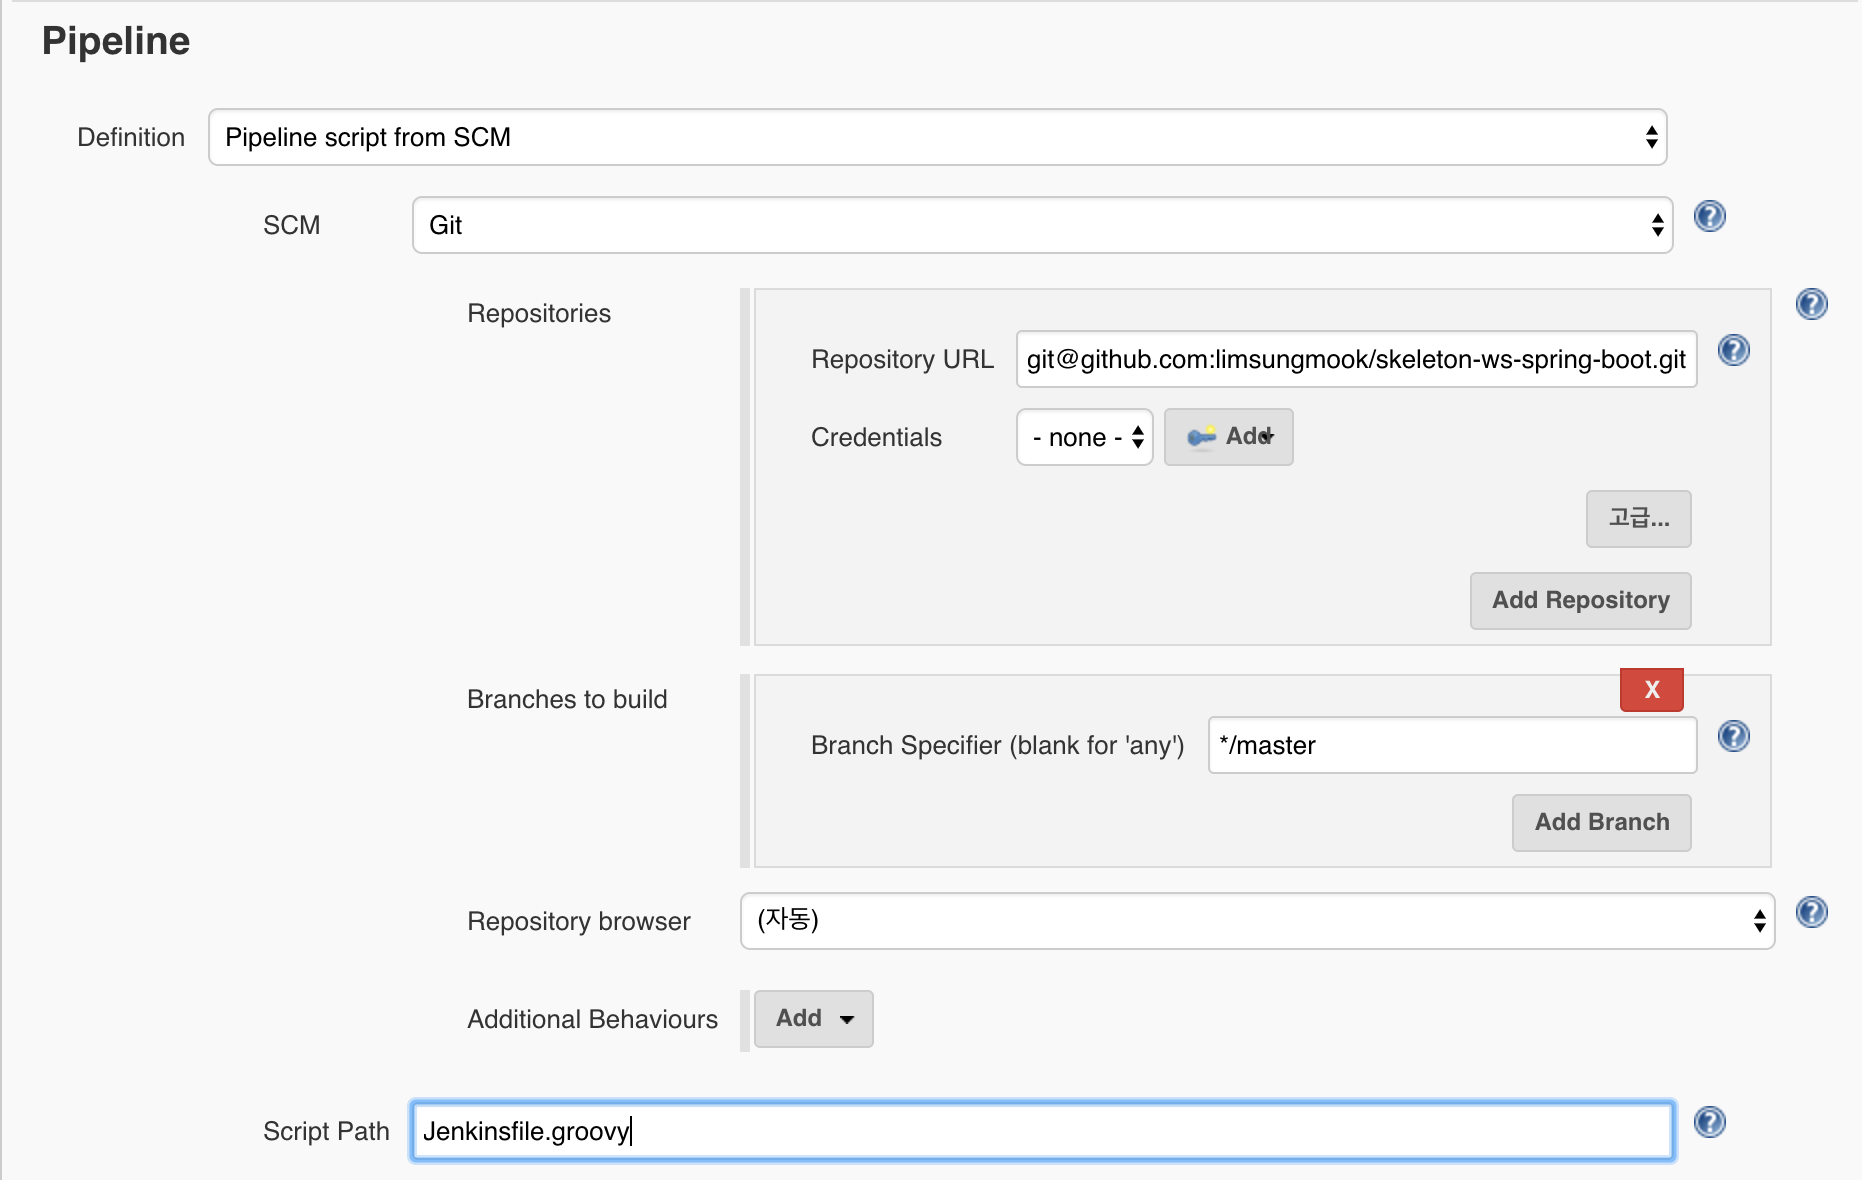 Pipeline
Definition Pipeline script from SCM
SCM Git
Repositories
Repository URL git@github.com:limsungmook/skeleton-ws-spring-boot.git
Credentials - none - Add
고급...
Add Repository
X
Branches to build
Branch Specifier (blank for 'any') */master
Add Branch
Repository browser (자동)
Additional Behaviours Add
Script Path Jenkinsfile.groovy